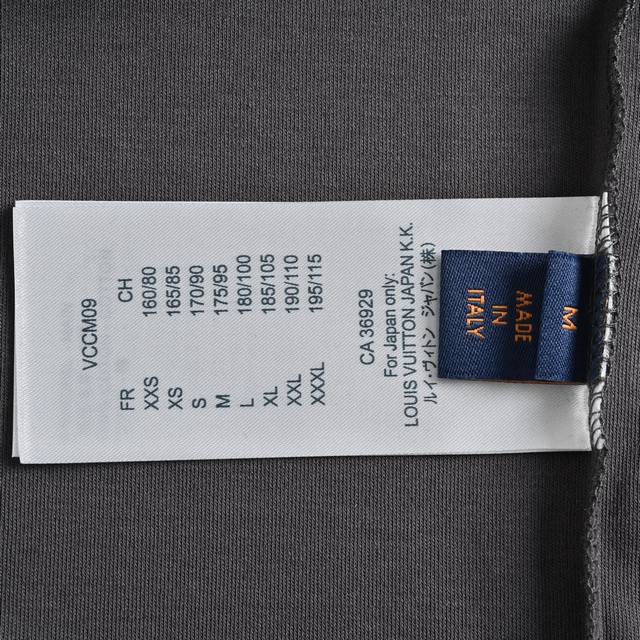 M
MADE
IN
ITALY
VCCM09
FR CH
XXS 160/80
XS 165/85
S 170/90
M 175/95
L 180/100
XL 185/105
XXL 190/110
XXXL 195/115
CA 36929
For Japan only:
LOUIS VUITTON JAPAN K.K.
ルイ・ヴィトン ジャパン(株)